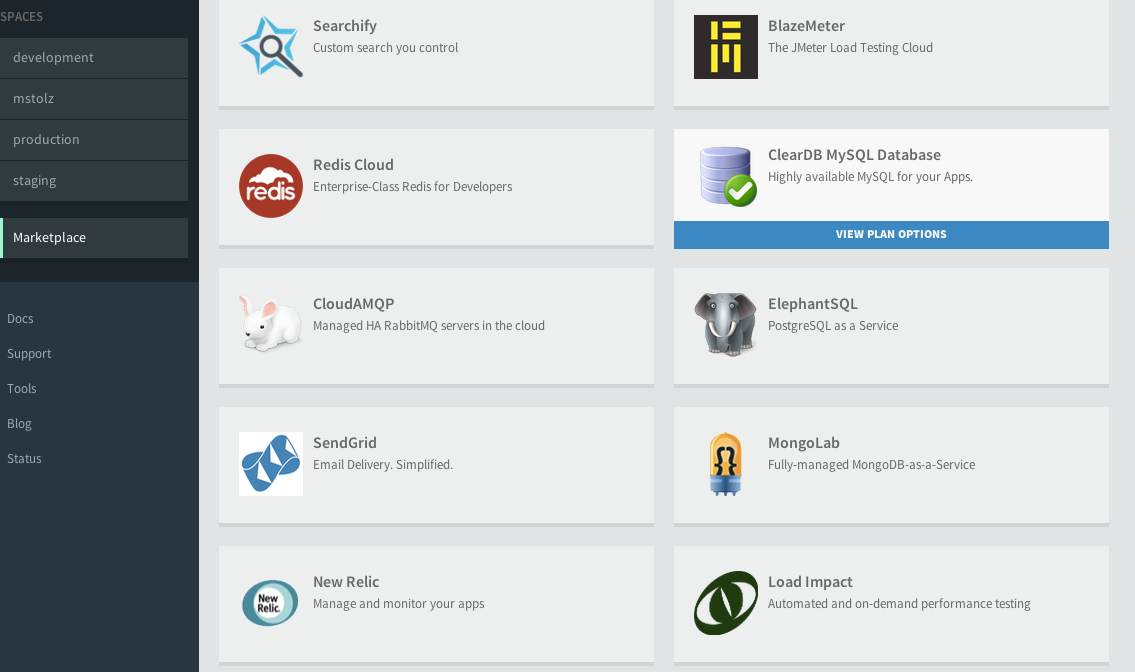 SPACES
development
mstolz
production
staging
Marketplace
Docs
Support
Tools
Blog
Status
Searchify
Custom search you control
BlazeMeter
The JMeter Load Testing Cloud
redis
Redis Cloud
Enterprise-Class Redis for Developers
ClearDB MySQL Database
Highly available MySQL for your Apps.
VIEW PLAN OPTIONS
CloudAMQP
Managed HA RabbitMQ servers in the cloud
ElephantSQL
PostgreSQL as a Service
SendGrid
Email Delivery. Simplified.
MongoLab
Fully-managed MongoDB-as-a-Service
New
Relic.
New Relic
Manage and monitor your apps
Load Impact
Automated and on-demand performance testing